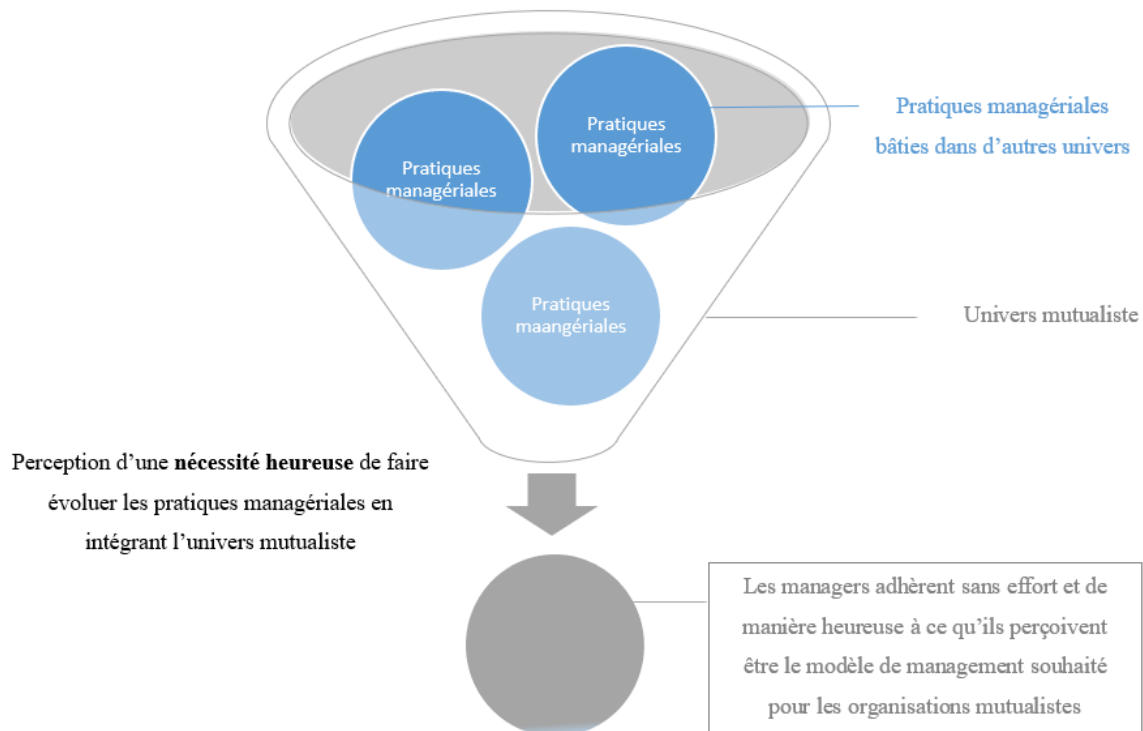 Pratiques
managériales
Pratiques managériales
bâties dans d'autres univers
Pratiques
managériales
Pratiques
maangériales
Univers mutualiste
Perception d'une nécessité heureuse de faire
évoluer les pratiques managériales en
intégrant l'univers mutualiste
Les managers adhèrent sans effort et de
manière heureuse à ce qu'ils perçoivent
être le modèle de management souhaité
pour les organisations mutualistes